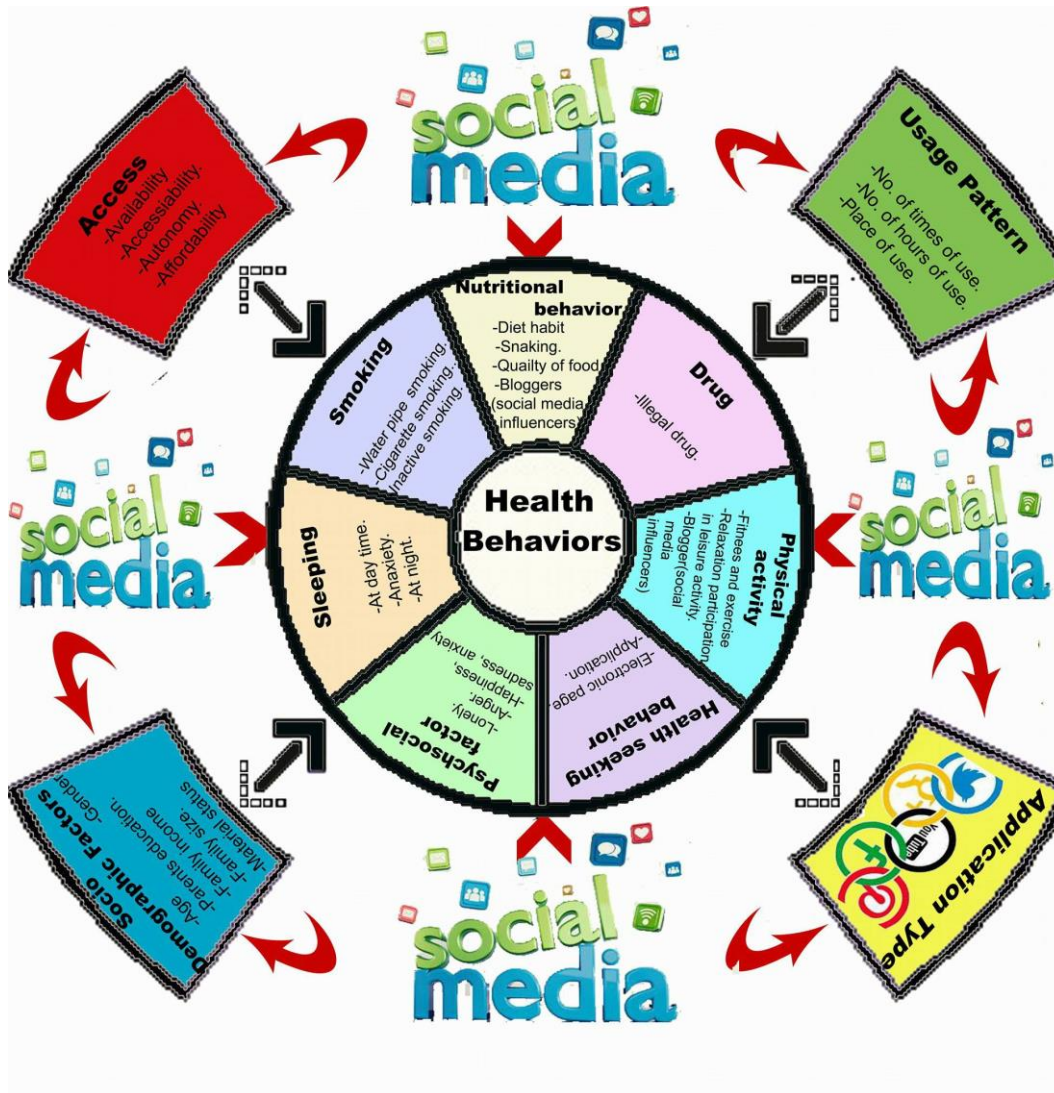 social
media
Access
-Availability
-Accessiability.
-Autonomy.
-Affordability
Usage Pattern
-No. of times of use.
-No. of hours of use.
-Place of use.
Nutritional
behavior
-Diet habit
-Snaking.
-Quailty of food
-Bloggers
(social media
influencers)
Smoking
-Water pipe smoking.
-Cigarette smoking..
-Inactive smoking.
Drug
-Illegal drug.
Health
Behaviors
social
media
social
media
Sleeping
-At day time.
-Anaxiety.
-At night.
Physical
activity
-Fitnees and exercise
-Relaxation participation
in leisure activity.
-Blogger(social
media
influencers)
Psychsocial
factor
-Lonely.
-Anger.
-Happiness,
sadness, anxiety
Health seeking
behavior
-Electronic page.
-Application.
Socio
Demographic Factors
-Age
-Gender
-Parents education.
-Family income
-Family size.
Material status
Application Type
YouTube
social
media